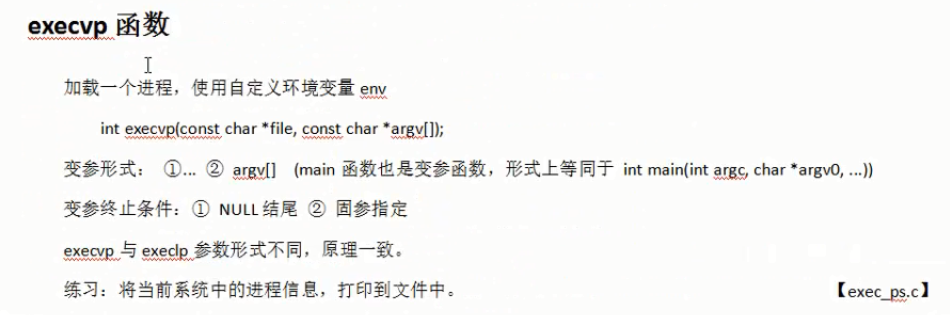 execvp 函数
加载一个进程，使用自定义环境变量 env
int execvp(const char *file, const char *argv[]);
变参形式： ①... ② argv[] (main 函数也是变参函数，形式上等同于 int main(int argc, char *argv0, ...))
变参终止条件：① NULL 结尾 ② 固参指定
execvp 与 execlp 参数形式不同，原理一致。
练习：将当前系统中的进程信息，打印到文件中。 【exec_ps.c】